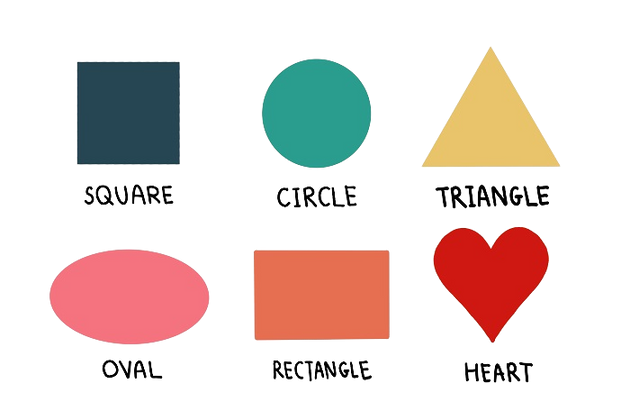 SQUARE
CIRCLE
TRIANGLE
OVAL
RECTANGLE
HEART